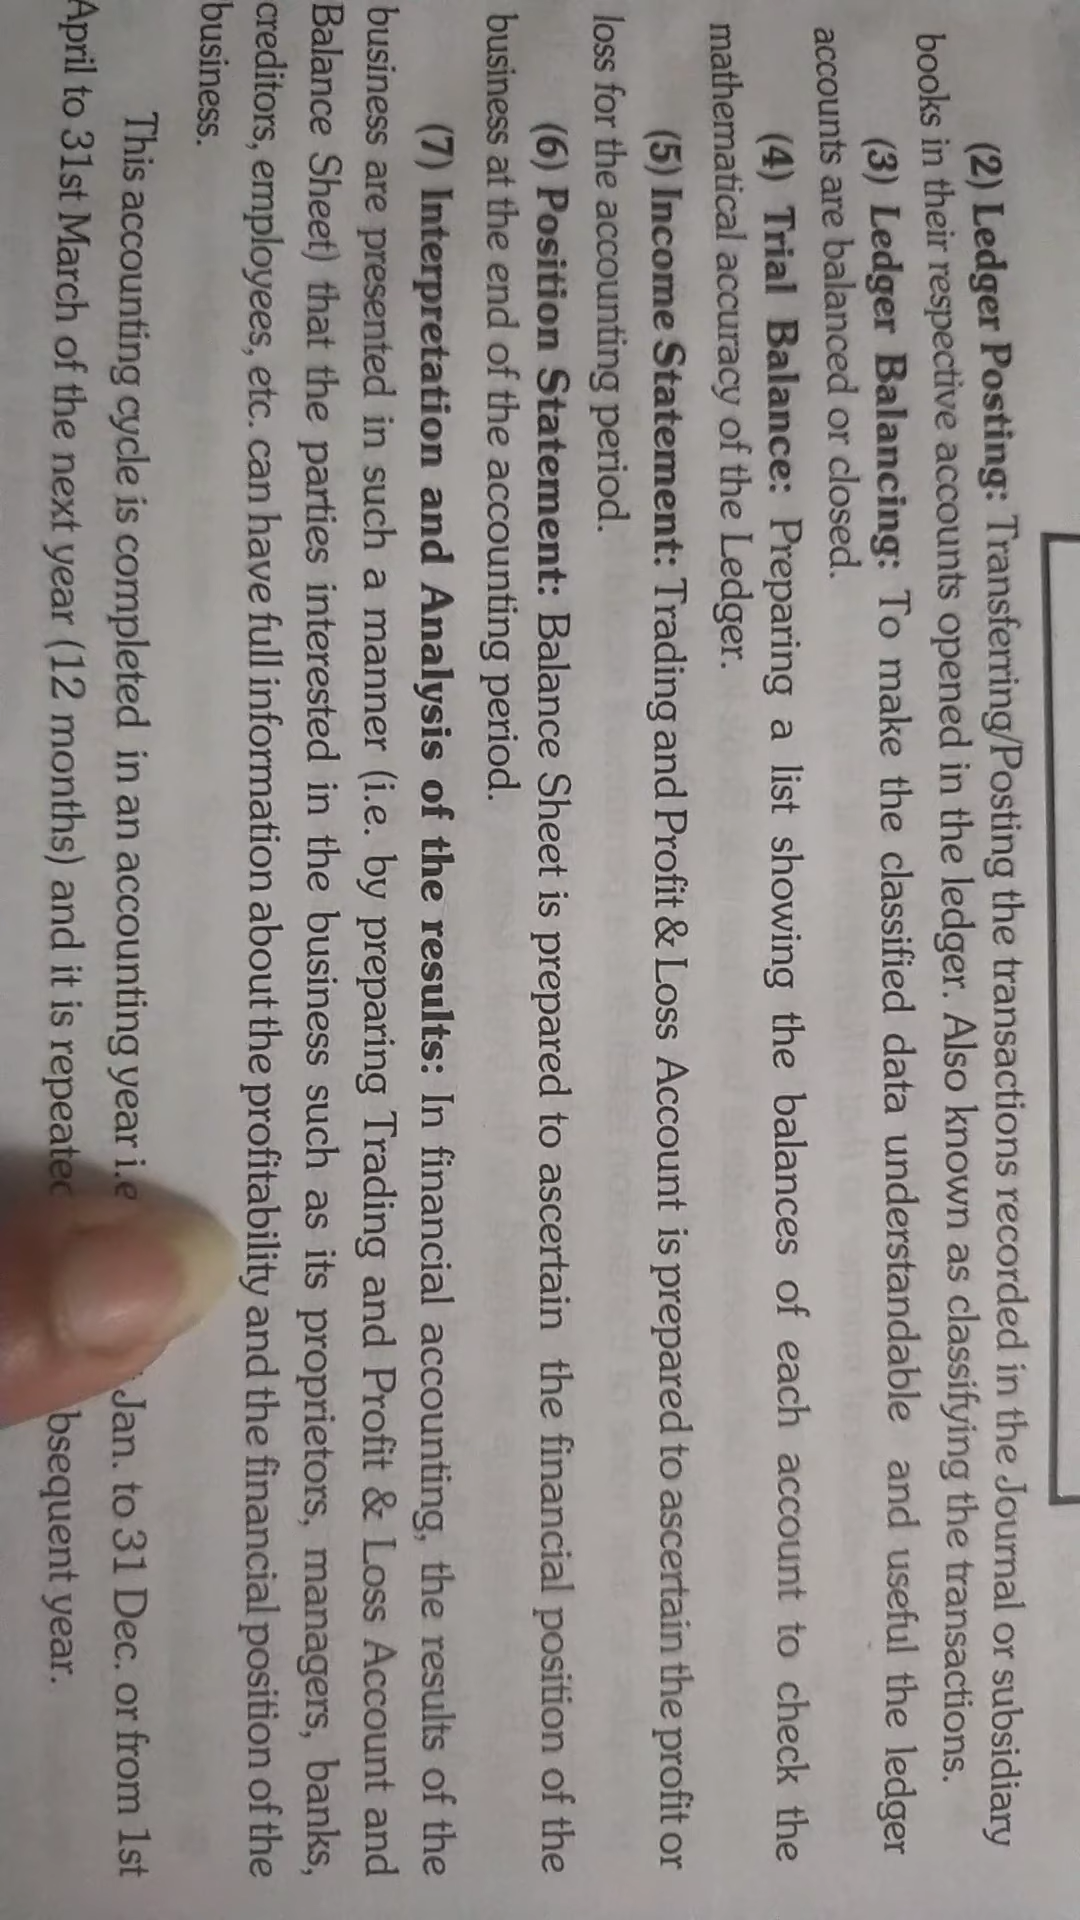 (2) Ledger Posting: Transferring/Posting the transactions recorded in the Journal or subsidiary
books in their respective accounts opened in the ledger. Also known as classifying the transactions.
(3) Ledger Balancing: To make the classified data understandable and useful the ledger
accounts are balanced or closed.
(4) Trial Balance: Preparing a list showing the balances of each account to check the
mathematical accuracy of the Ledger.
(5) Income Statement: Trading and Profit & Loss Account is prepared to ascertain the profit or
loss for the accounting period.
(6) Position Statement: Balance Sheet is prepared to ascertain the financial position of the
business at the end of the accounting period.
(7) Interpretation and Analysis of the results: In financial accounting, the results of the
business are presented in such a manner (i.e. by preparing Trading and Profit & Loss Account and
Balance Sheet) that the parties interested in the business such as its proprietors, managers, banks,
creditors, employees, etc. can have full information about the profitability and the financial position of the
business.
This accounting cycle is completed in an accounting year i.e Jan. to 31 Dec. or from 1st
April to 31st March of the next year (12 months) and it is repeated bsequent year.